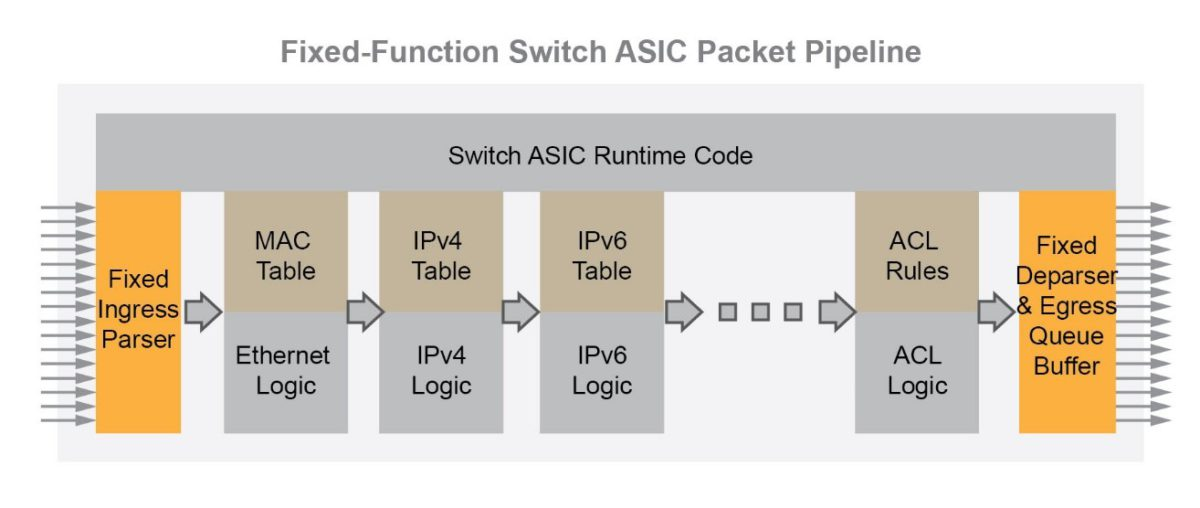 Fixed-Function Switch ASIC Packet Pipeline
Switch ASIC Runtime Code
Fixed
Ingress
Parser
MAC
Table
Ethernet
Logic
IPv4
Table
IPv4
Logic
IPv6
Table
IPv6
Logic
ACL
Rules
ACL
Logic
Fixed
Deparser
& Egress
Queue
Buffer